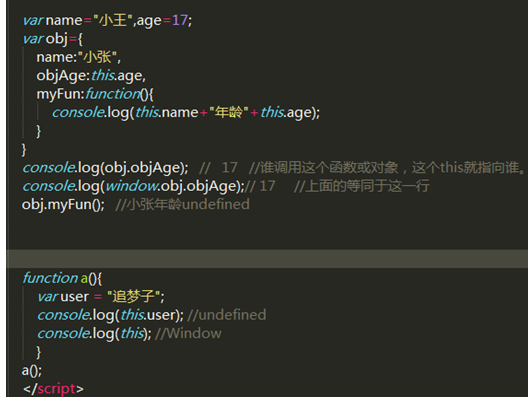 var name="小王",age=17;
var obj={
name:"小张",
objAge:this.age,
myFun:function(){
console.log(this.name+"年龄"+this.age);
}
}
console.log(obj.objAge); // 17 //谁调用这个函数或对象，这个this就指向谁。
console.log(window.obj.objAge);// 17 //上面的等同于这一行
obj.myFun(); //小张年龄undefined
function a(){
var user = "追梦子";
console.log(this.user); //undefined
console.log(this); //Window
}
a();
</script>